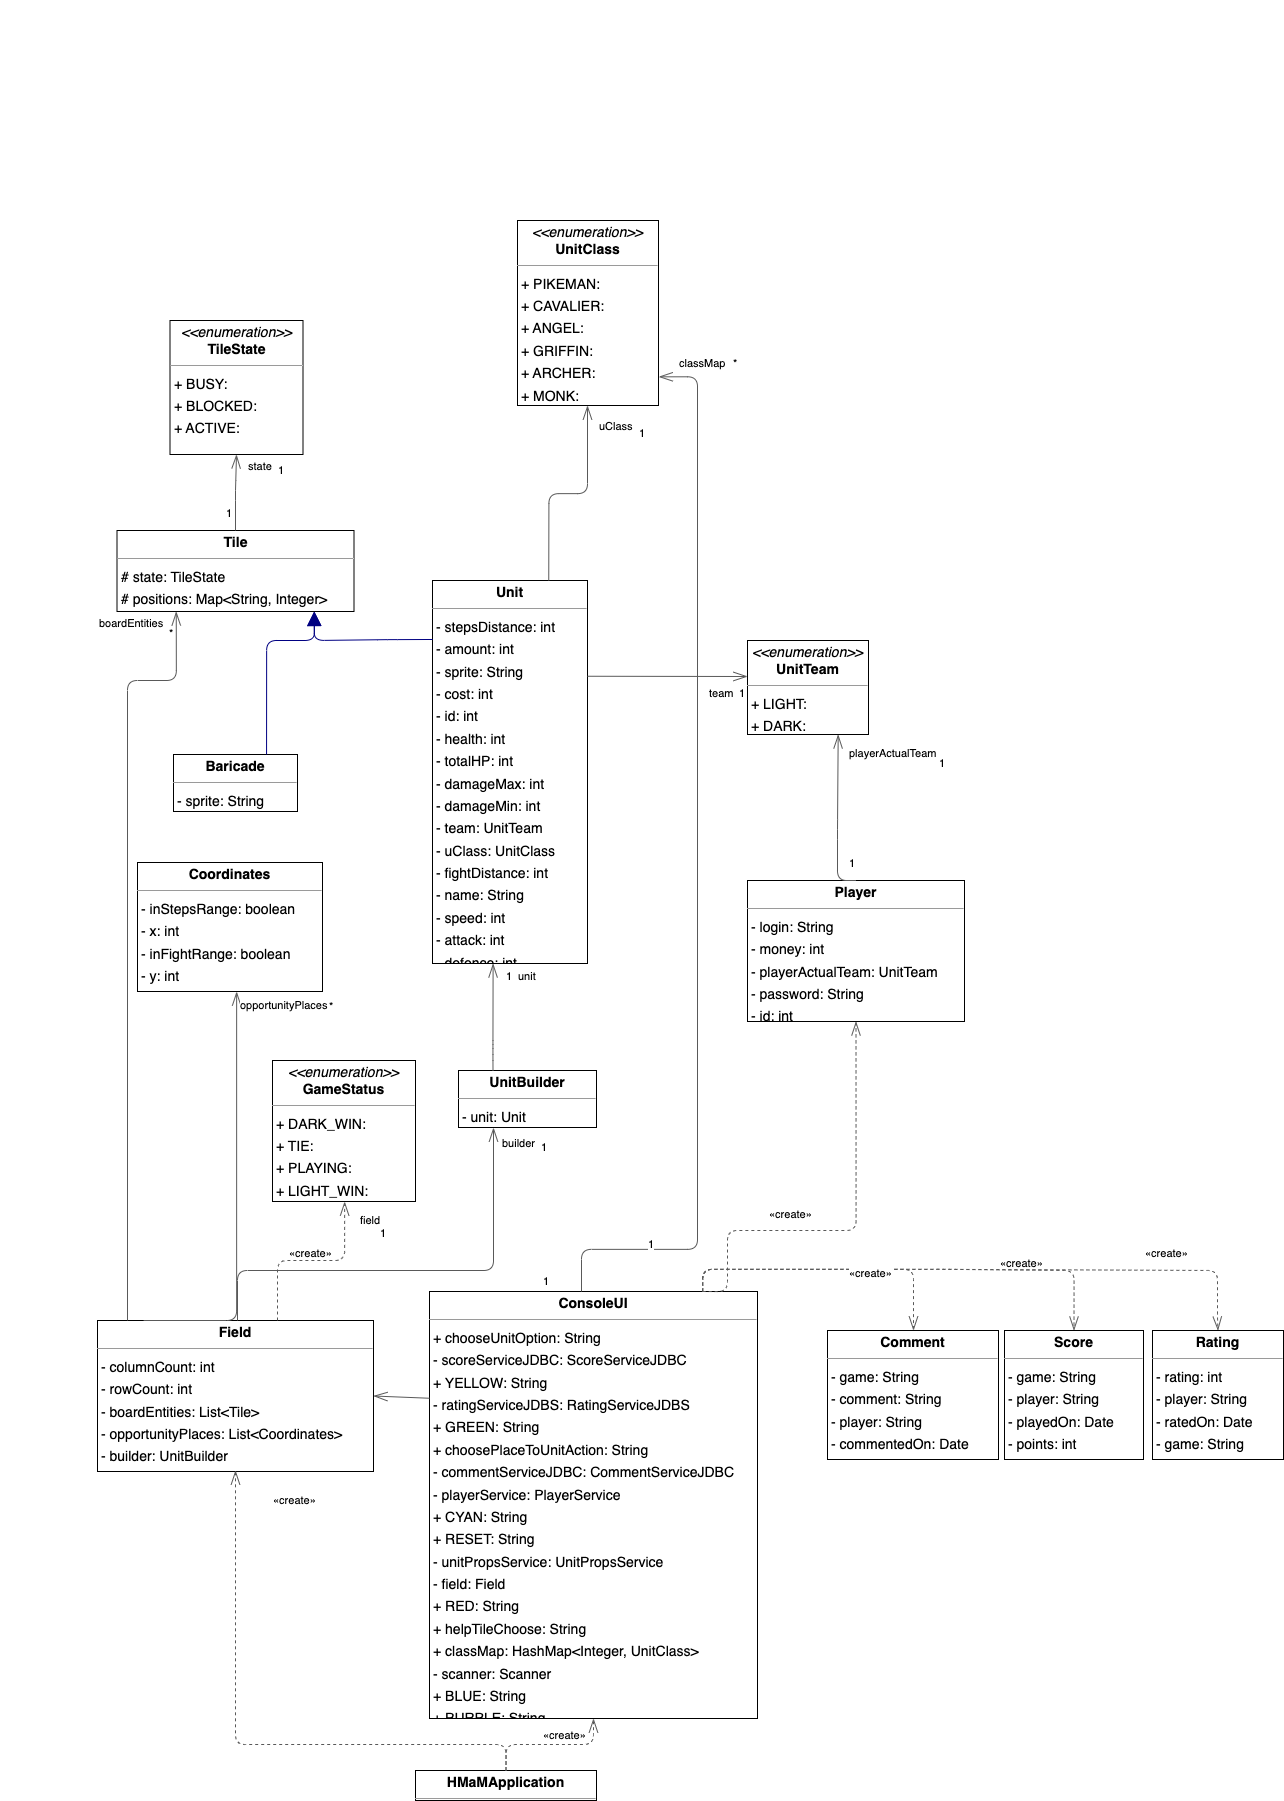 <<enumeration>>
UnitClass
+ PIKEMAN:
+ CAVALIER:
+ ANGEL:
+ GRIFFIN:
+ ARCHER:
+ MONK:
<<enumeration>>
TileState
+ BUSY:
+ BLOCKED:
+ ACTIVE:
classMap *
uClass 1
state 1
1
Tile
# state: TileState
# positions: Map<String, Integer>
boardEntities
*
Unit
- stepsDistance: int
- amount: int
- sprite: String
- cost: int
- id: int
- health: int
- totalHP: int
- damageMax: int
- damageMin: int
- team: UnitTeam
- uClass: UnitClass
- fightDistance: int
- name: String
- speed: int
- attack: int
- defence: int
<<enumeration>>
UnitTeam
+ LIGHT:
+ DARK:
team 1
playerActualTeam
1
Baricade
- sprite: String
1
Coordinates
- inStepsRange: boolean
- x: int
- inFightRange: boolean
- y: int
Player
- login: String
- money: int
- playerActualTeam: UnitTeam
- password: String
- id: int
1 unit
opportunityPlaces *
<<enumeration>>
GameStatus
+ DARK_WIN:
+ TIE:
+ PLAYING:
+ LIGHT_WIN:
UnitBuilder
- unit: Unit
builder 1
field
1
«create»
«create»
1
1
«create»
«create»
«create»
Field
- columnCount: int
- rowCount: int
- boardEntities: List<Tile>
- opportunityPlaces: List<Coordinates>
- builder: UnitBuilder
ConsoleUI
+ chooseUnitOption: String
- scoreServiceJDBC: ScoreServiceJDBC
+ YELLOW: String
- ratingServiceJDBS: RatingServiceJDBS
+ GREEN: String
+ choosePlaceToUnitAction: String
- commentServiceJDBC: CommentServiceJDBC
- playerService: PlayerService
+ CYAN: String
+ RESET: String
- unitPropsService: UnitPropsService
- field: Field
+ RED: String
+ helpTileChoose: String
+ classMap: HashMap<Integer, UnitClass>
- scanner: Scanner
+ BLUE: String
Comment
- game: String
- comment: String
- player: String
- commentedOn: Date
Score
- game: String
- player: String
- playedOn: Date
- points: int
Rating
- rating: int
- player: String
- ratedOn: Date
- game: String
«create»
«create»
HMaMApplication